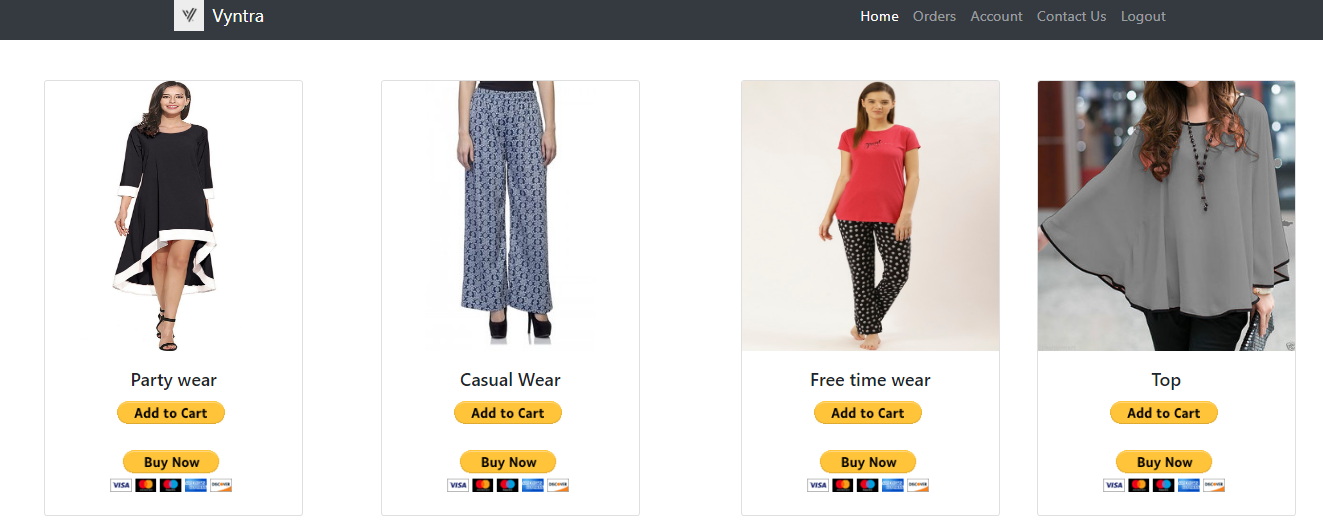 Vyntra
Home Orders Account Contact Us Logout
Party wear
Add to Cart
Buy Now
VISA DISCOVER
Casual Wear
Add to Cart
Buy Now
VISA DISCOVER
Free time wear
Add to Cart
Buy Now
VISA DISCOVER
Top
Add to Cart
Buy Now
VISA DISCOVER